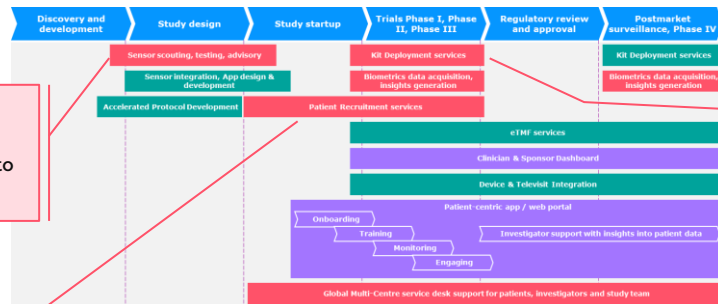 Discovery and
development
Study design
Study startup
Trials Phase I, Phase
II, Phase III
Regulatory review
and approval
Postmarket
surveillance, Phase IV
Sensor scouting, testing, advisory
Kit Deployment services
Kit Deployment services
Sensor integration, App design &
development
Biometrics data acquisition,
insights generation
Biometrics data acquisition,
insights generation
Accelerated Protocol Development
Patient Recruitment services
to
eTMF services
Clinician & Sponsor Dashboard
Device & Televisit Integration
Patient-centric app / web portal
Onboarding
Training
Investigator support with insights into patient data
Monitoring
Engaging
Global Multi-Centre service desk support for patients, investigators and study team